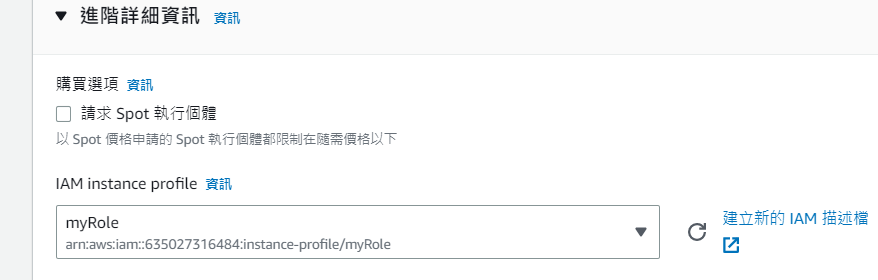 進階詳細資訊 資訊
購買選項 資訊
請求 Spot 執行個體
以 Spot 價格申請的 Spot 執行個體都限制在隨需價格以下
IAM instance profile 資訊
myRole
arn:aws:iam::635027316484:instance-profile/myRole
建立新的 IAM 描述檔